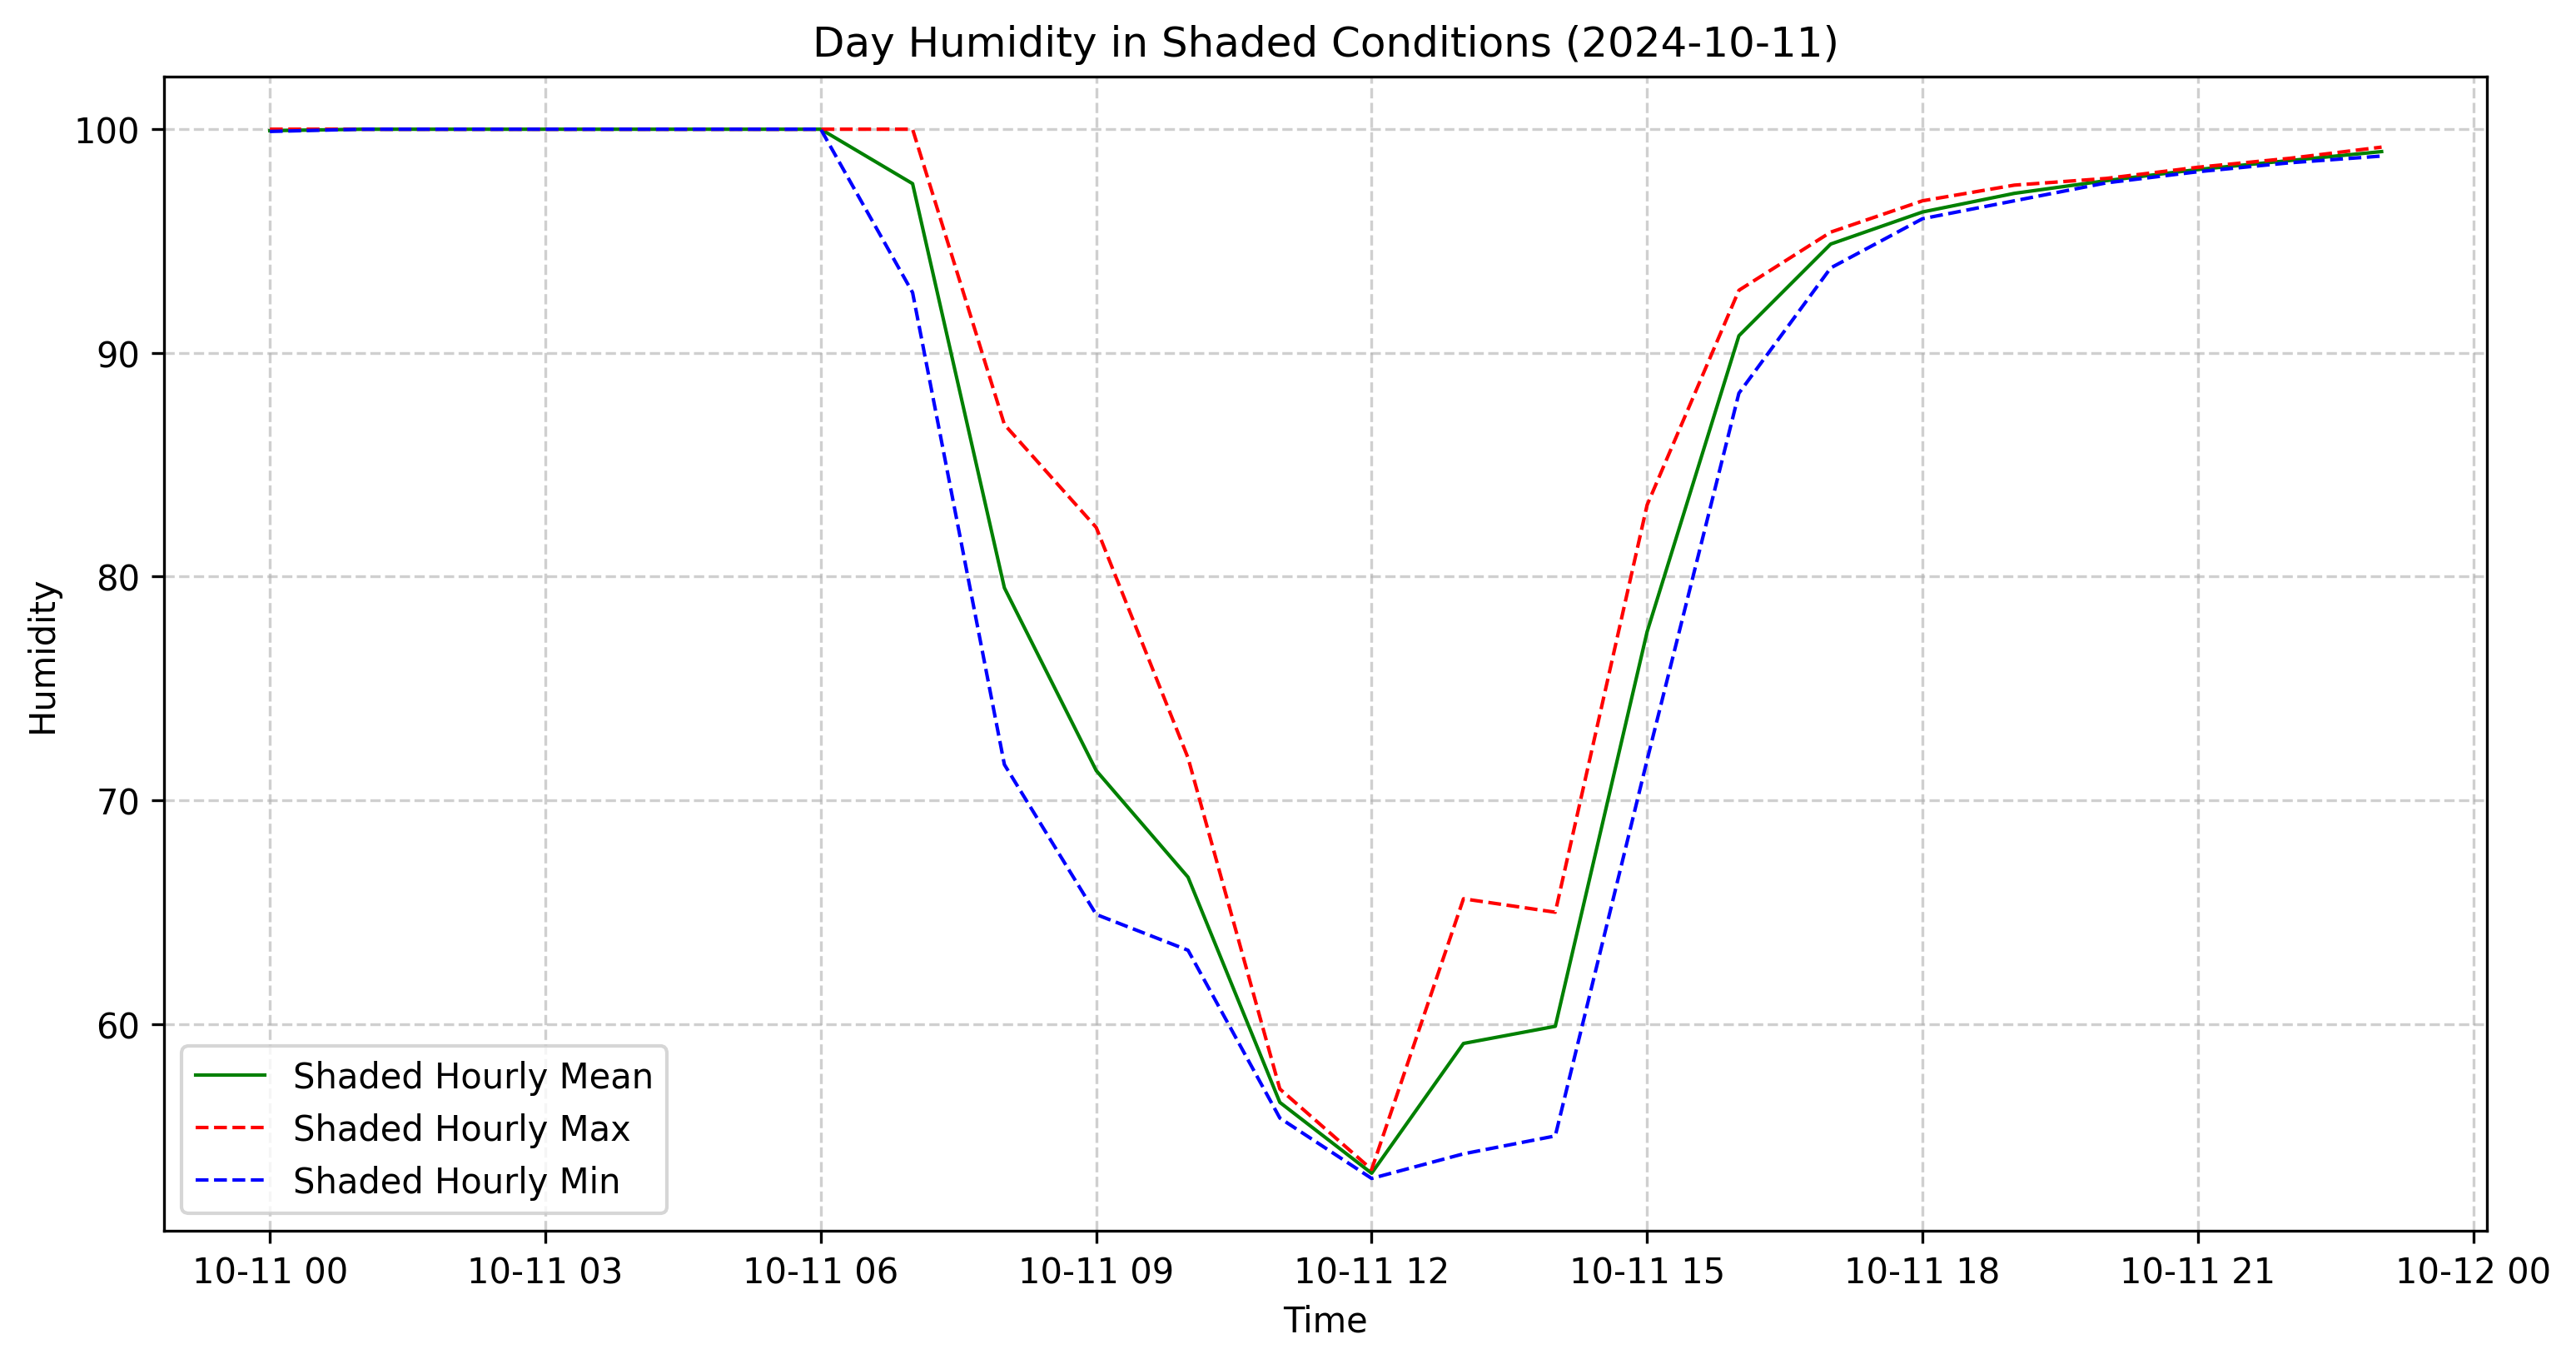 Day Humidity in Shaded Conditions (2024-10-11)
100
90
80
70
60
Humidity
Shaded Hourly Mean
Shaded Hourly Max
Shaded Hourly Min
10-11 00
10-11 03
10-11 06
10-11 09
10-11 12
10-11 15
10-11 18
10-11 21
10-12 00
Time